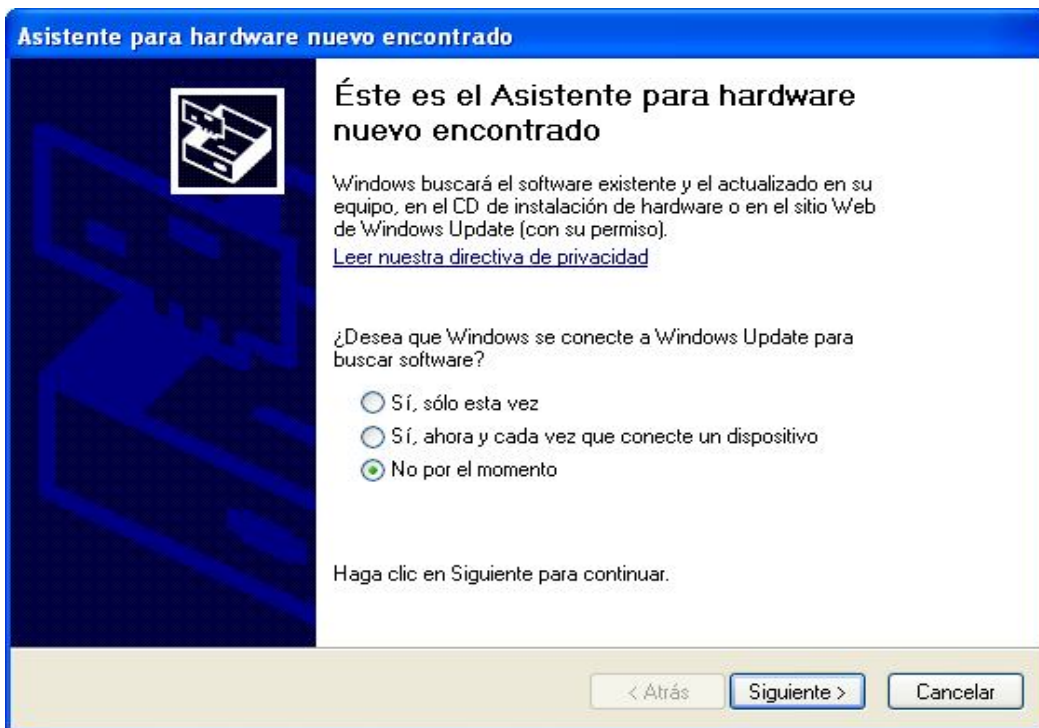 Asistente para hardware nuevo encontrado
Éste es el Asistente para hardware
nuevo encontrado
Windows buscará el software existente y el actualizado en su
equipo, en el CD de instalación de hardware o en el sitio Web
de Windows Update (con su permiso).
Leer nuestra directiva de privacidad
¿Desea que Windows se conecte a Windows Update para
buscar software?
Sí, sólo esta vez
Sí, ahora y cada vez que conecte un dispositivo
No por el momento
Haga clic en Siguiente para continuar.
< Atrás
Siguiente >
Cancelar